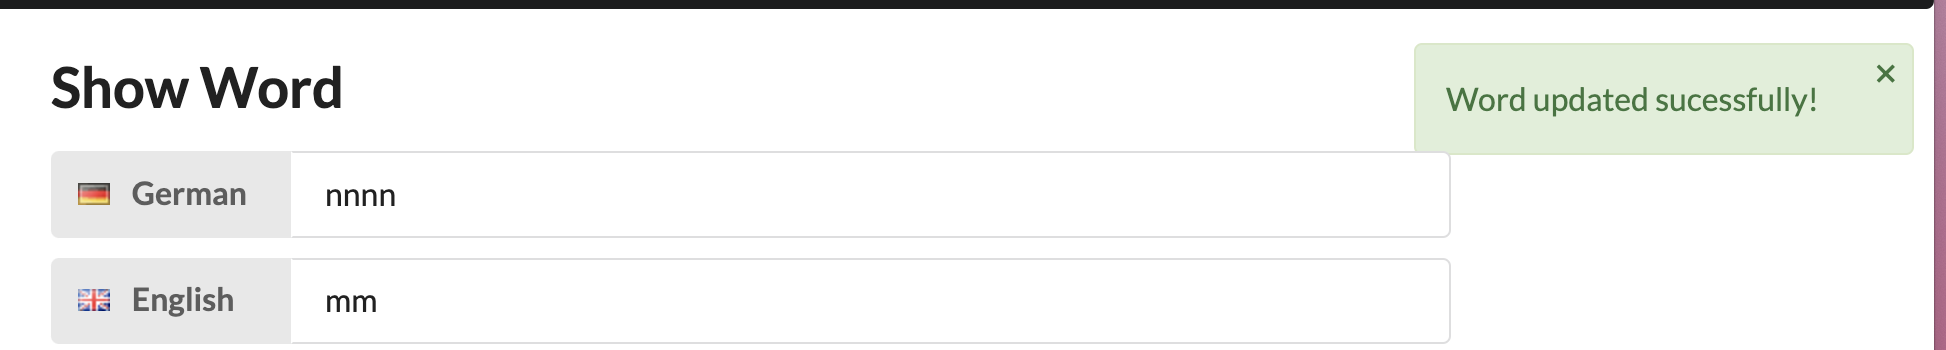 Show Word
Word updated sucessfully!
German nnnn
English mm